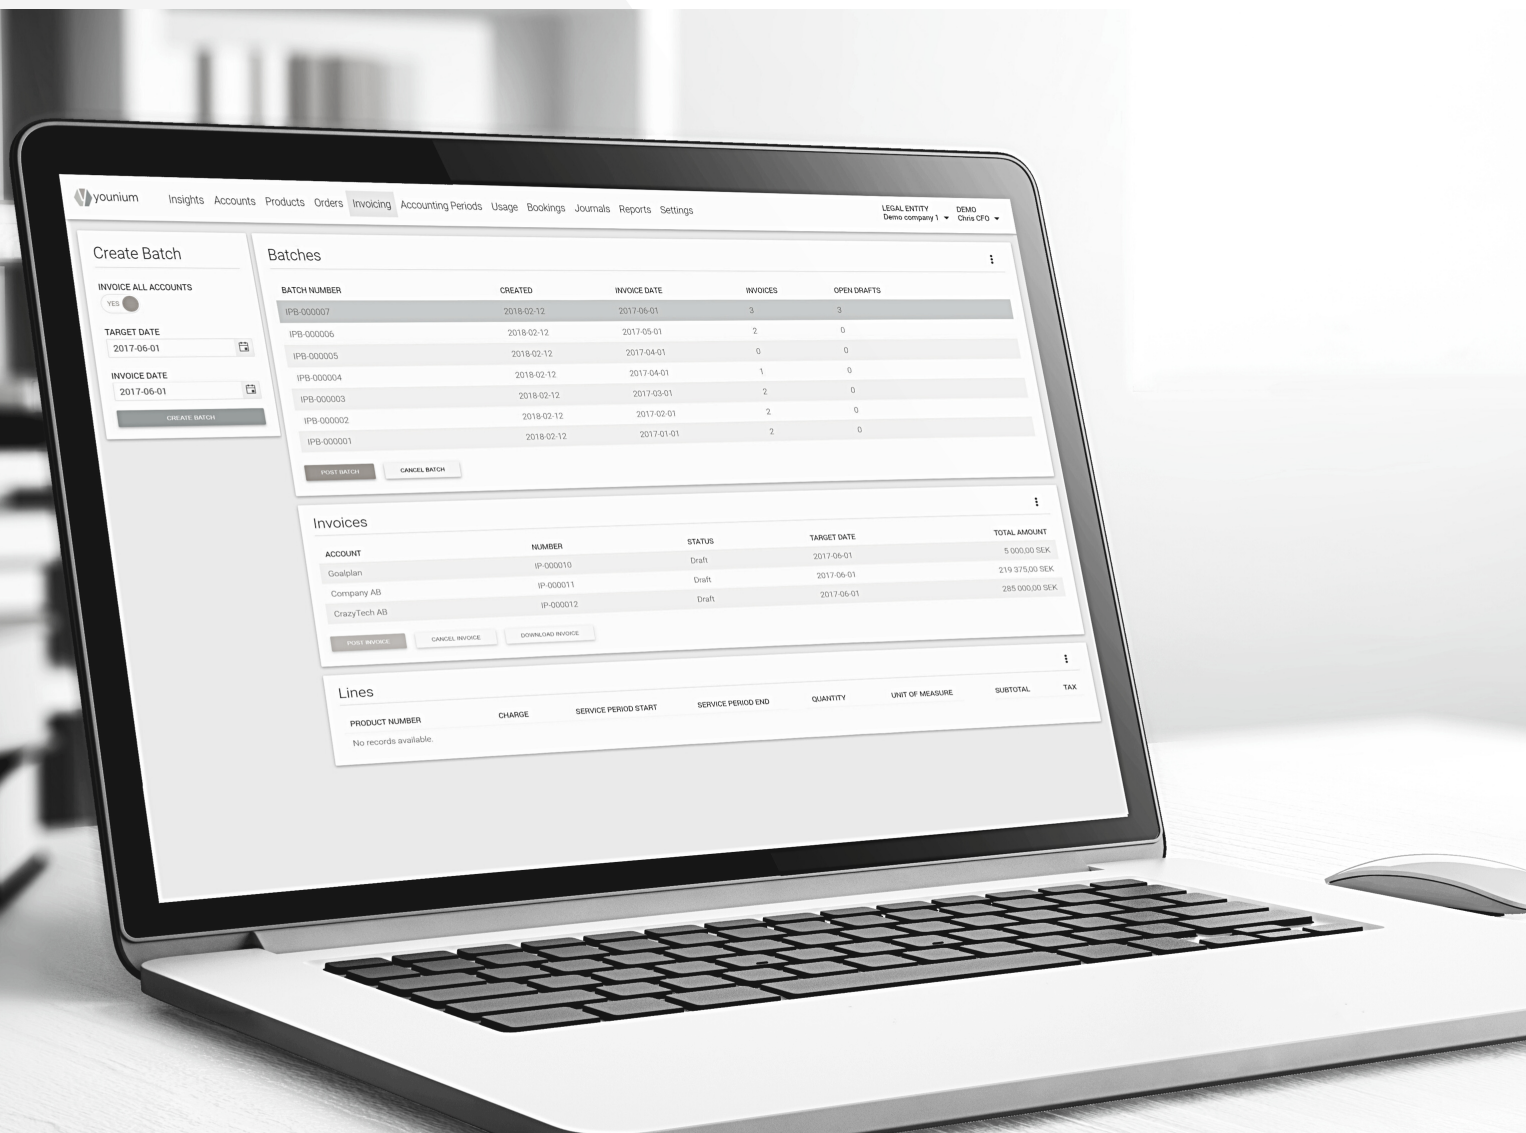 younium Insights Accounts Products Orders Invoicing Accounting Periods Usage Bookings Journals Reports Settings
LEGAL ENTITY DEMO
Demo company 1 Chris CFO
Create Batch
INVOICE ALL ACCOUNTS
YES
TARGET DATE
2017-06-01
INVOICE DATE
2017-06-01
CREATE BATCH
Batches
BATCH NUMBER CREATED INVOICE DATE INVOICES OPEN DRAFTS
IPB-000007 2018-02-12 2017-06-01 3 3
IPB-000006 2018-02-12 2017-05-01 2 0
IPB-000005 2018-02-12 2017-04-01 0 0
IPB-000004 2018-02-12 2017-04-01 1 0
IPB-000003 2018-02-12 2017-03-01 2 0
IPB-000002 2018-02-12 2017-02-01 2 0
IPB-000001 2018-02-12 2017-01-01 2 0
POST BATCH CANCEL BATCH
Invoices
ACCOUNT NUMBER STATUS TARGET DATE TOTAL AMOUNT
Goalplan IP-000010 Draft 2017-06-01 5 000,00 SEK
Company AB IP-000011 Draft 2017-06-01 219 375,00 SEK
CrazyTech AB IP-000012 Draft 2017-06-01 285 000,00 SEK
POST INVOICE CANCEL INVOICE DOWNLOAD INVOICE
Lines
PRODUCT NUMBER CHARGE SERVICE PERIOD START SERVICE PERIOD END QUANTITY UNIT OF MEASURE SUBTOTAL TAX
No records available.